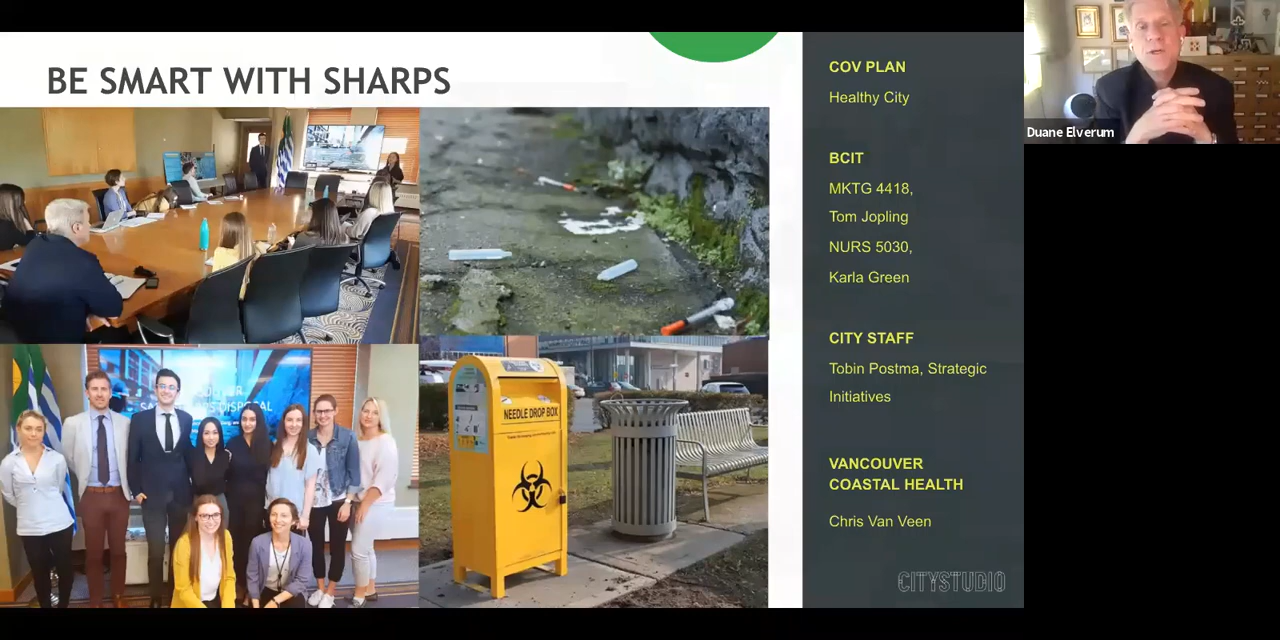 BE SMART WITH SHARPS
NEEDLE DROP BOX
COV PLAN
Healthy City
BCIT
MKTG 4418,
Tom Jopling
NURS 5030,
Karla Green
CITY STAFF
Tobin Postma, Strategic
Initiatives
VANCOUVER
COASTAL HEALTH
Chris Van Veen
CITYSTUDIO
Duane Elverum